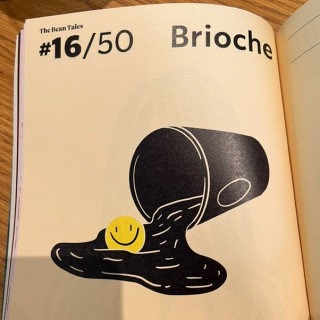 The Bean Tales
#16/50 Brioche